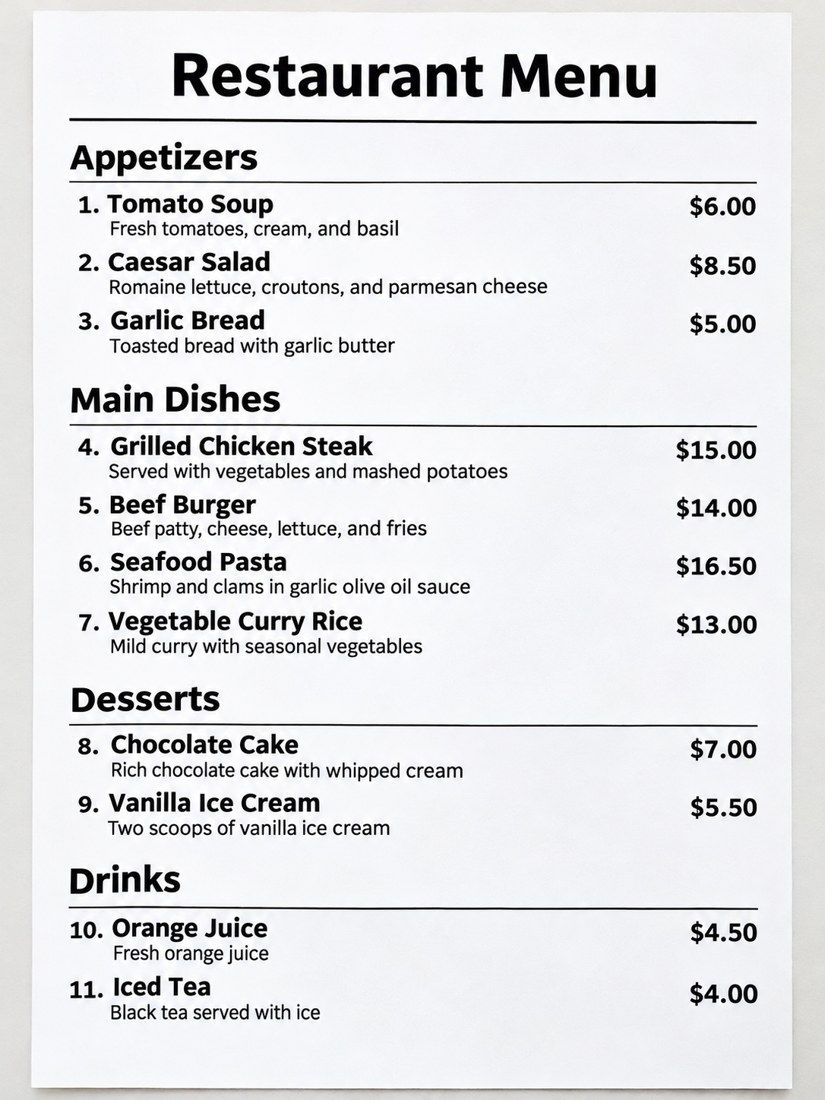 Restaurant Menu
Appetizers
1. Tomato Soup $6.00
Fresh tomatoes, cream, and basil
2. Caesar Salad $8.50
Romaine lettuce, croutons, and parmesan cheese
3. Garlic Bread $5.00
Toasted bread with garlic butter
Main Dishes
4. Grilled Chicken Steak $15.00
Served with vegetables and mashed potatoes
5. Beef Burger $14.00
Beef patty, cheese, lettuce, and fries
6. Seafood Pasta $16.50
Shrimp and clams in garlic olive oil sauce
7. Vegetable Curry Rice $13.00
Mild curry with seasonal vegetables
Desserts
8. Chocolate Cake $7.00
Rich chocolate cake with whipped cream
9. Vanilla Ice Cream $5.50
Two scoops of vanilla ice cream
Drinks
10. Orange Juice $4.50
Fresh orange juice
11. Iced Tea $4.00
Black tea served with ice